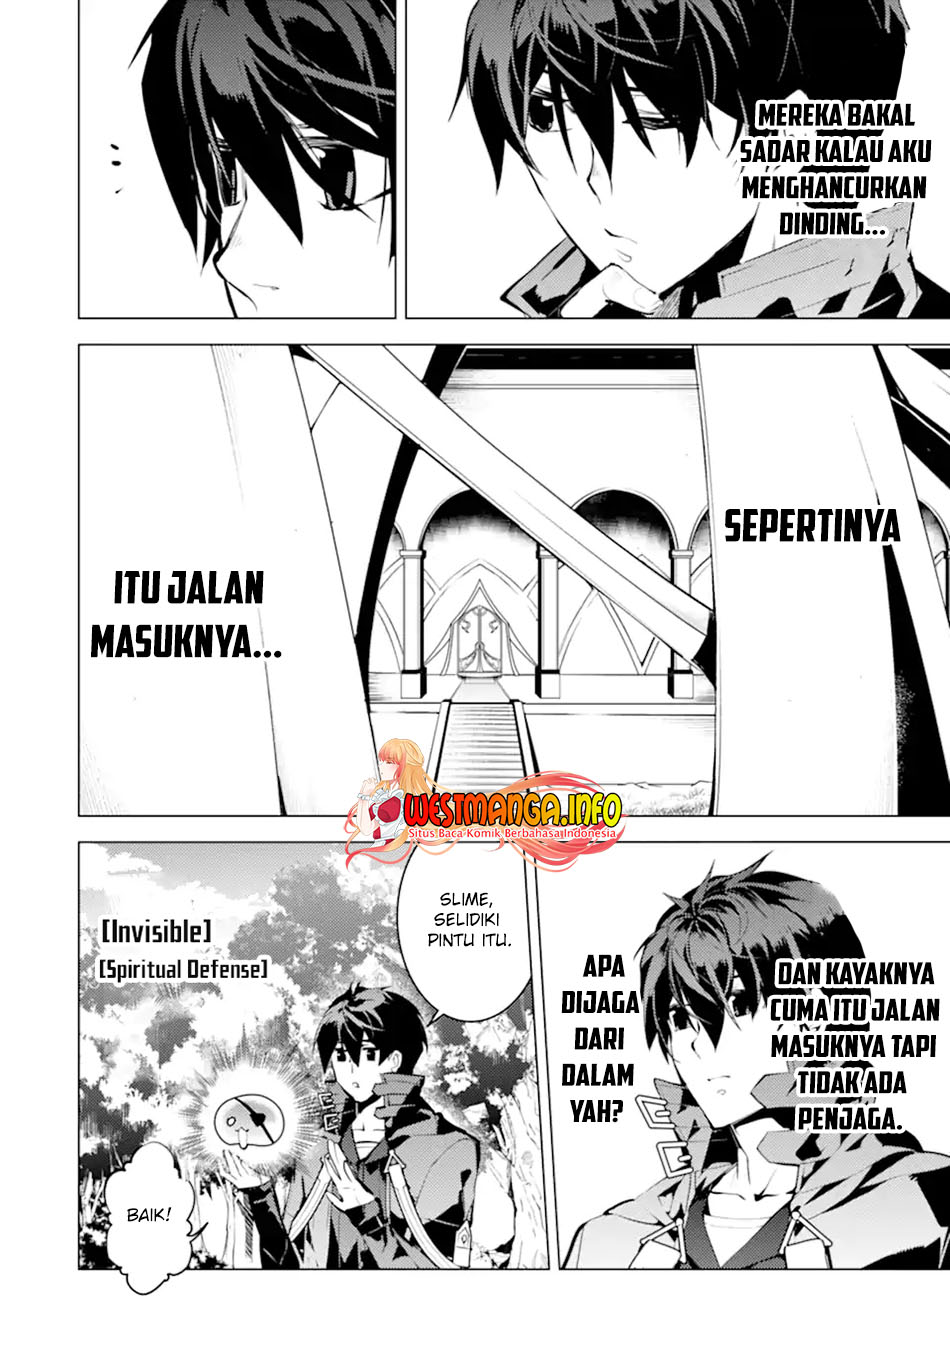 MEREKA BAKAL
SADAR KALAU AKU
MENGHANCURKAN
DINDING...
SEPERTINYA
ITU JALAN
MASUKNYA...
WESTMANGA.INFO
Situs Baca Komik Berbahasa Indonesia
DAN KAYAKNYA
CUMA ITU JALAN
MASUKNYA TAPI
TIDAK ADA
PENJAGA.
APA
DIJAGA
DARI
DALAM
YAH?
SLIME,
SELIDIKI
PINTU ITU.
[Invisible]
[Spiritual Defense]
BAIK!